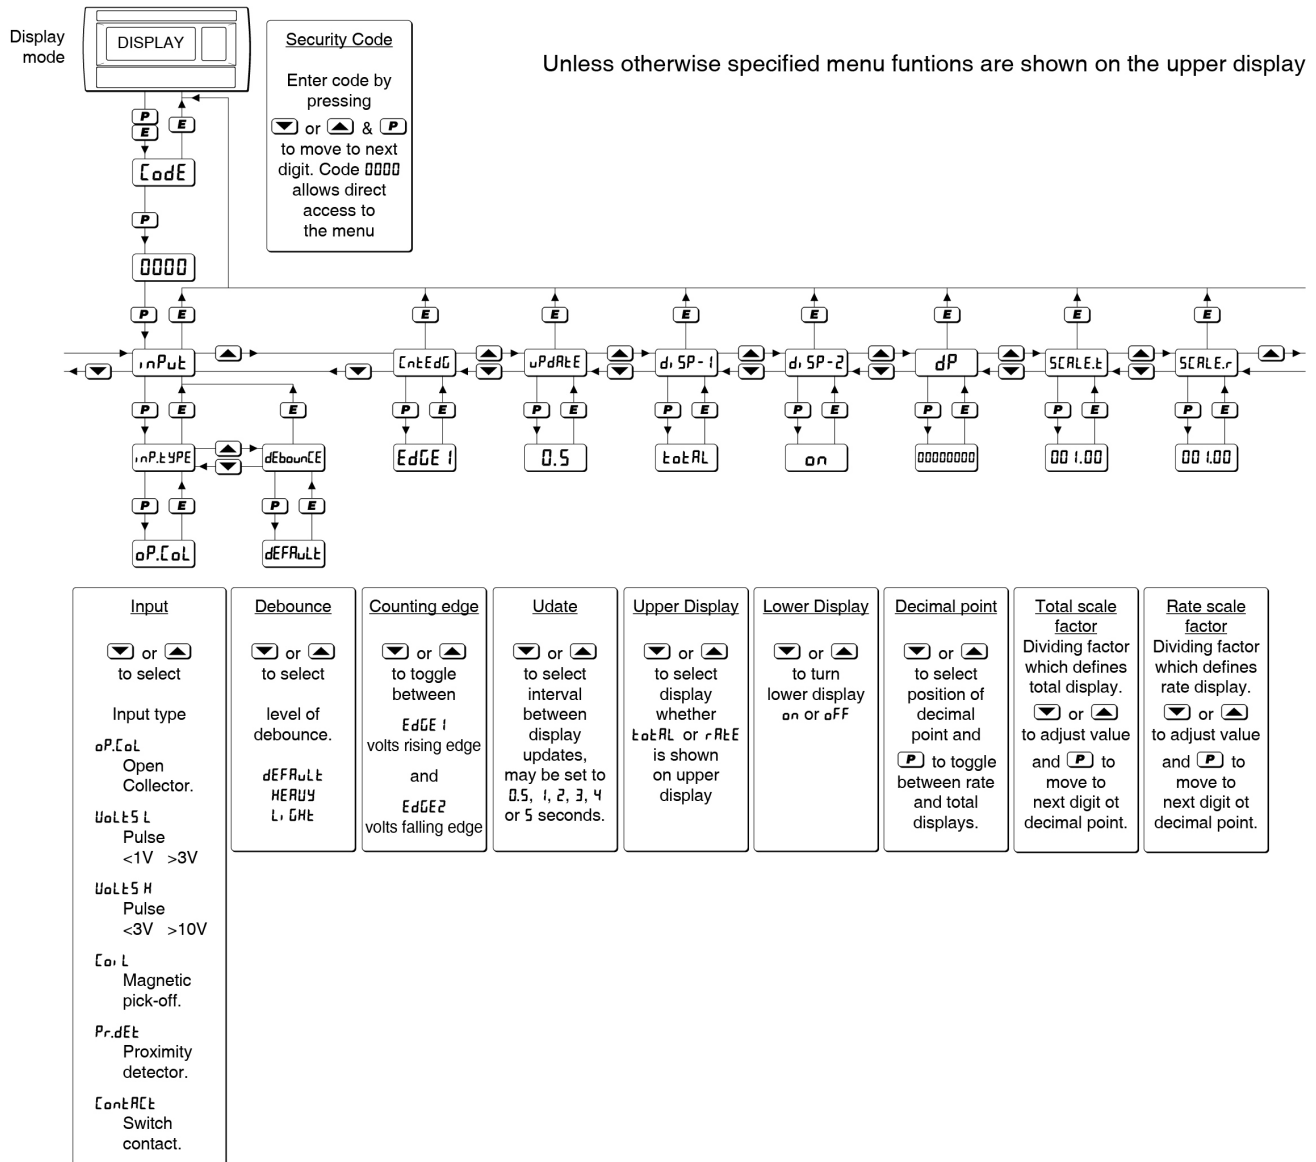 Display
mode
DISPLAY
Security Code
Enter code by
pressing
or & P
to move to next
digit. Code 0000
allows direct
access to
the menu
Unless otherwise specified menu funtions are shown on the upper display
P
E E
CodE
P
0000
P E E E E E E E E
inPut CntEdG uPdAtE diSP-1 diSP-2 dP SCALE.t SCALE.r
P E E P E P E P E P E P E P E P E
inP.tYPE dEbounCE EdGE1 0.5 totAL on 00000000 001.00 001.00
P E P E
oP.CoL dEFAuLt
Input
or
to select
Input type
oP.CoL
Open
Collector.
VoLtS L
Pulse
<1V >3V
VoLtS H
Pulse
<3V >10V
CoiL
Magnetic
pick-off.
Pr.dEt
Proximity
detector.
ContACt
Switch
contact.
Debounce
or
to select
level of
debounce.
dEFAuLt
HEAVY
LiGHt
Counting edge
or
to toggle
between
EdGE1
volts rising edge
and
EdGE2
volts falling edge
Udate
or
to select
interval
between
display
updates,
may be set to
0.5, 1, 2, 3, 4
or 5 seconds.
Upper Display
or
to select
display
whether
totAL or rAtE
is shown
on upper
display
Lower Display
or
to turn
lower display
on or oFF
Decimal point
or
to select
position of
decimal
point and
P to toggle
between rate
and total
displays.
Total scale
factor
Dividing factor
which defines
total display.
or
to adjust value
and P to
move to
next digit ot
decimal point.
Rate scale
factor
Dividing factor
which defines
rate display.
or
to adjust value
and P to
move to
next digit ot
decimal point.